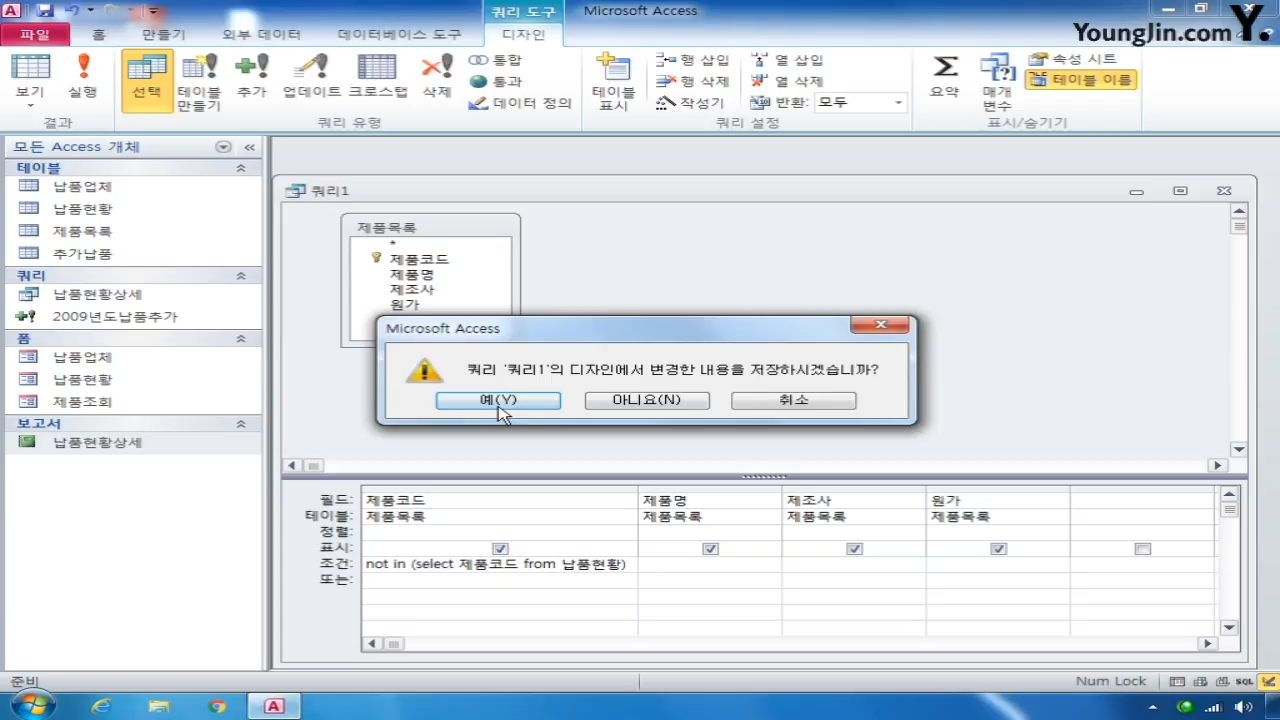 쿼리 도구
Microsoft Access
YoungJin.com Y.
파일
홈
만들기
외부 데이터
데이터베이스 도구
디자인
보기
실행
결과
선택
테이블 만들기
추가
업데이트
크로스탭
삭제
통합
통과
데이터 정의
쿼리 유형
테이블 표시
행 삽입
행 삭제
작성기
열 삽입
열 삭제
반환: 모두
쿼리 설정
요약
매개 변수
속성 시트
테이블 이름
표시/숨기기
모든 Access 개체
테이블
납품업체
납품현황
제품목록
추가납품
쿼리
납품현황상세
2009년도납품추가
폼
납품업체
납품현황
제품조회
보고서
납품현황상세
쿼리1
제품목록
*
제품코드
제품명
제조사
원가
Microsoft Access
쿼리 '쿼리1'의 디자인에서 변경한 내용을 저장하시겠습니까?
예(Y)
아니요(N)
취소
필드: 제품코드 제품명 제조사 원가
테이블: 제품목록 제품목록 제품목록 제품목록
정렬:
표시:
조건: not in (select 제품코드 from 납품현황)
또는:
준비
Num Lock
SQL